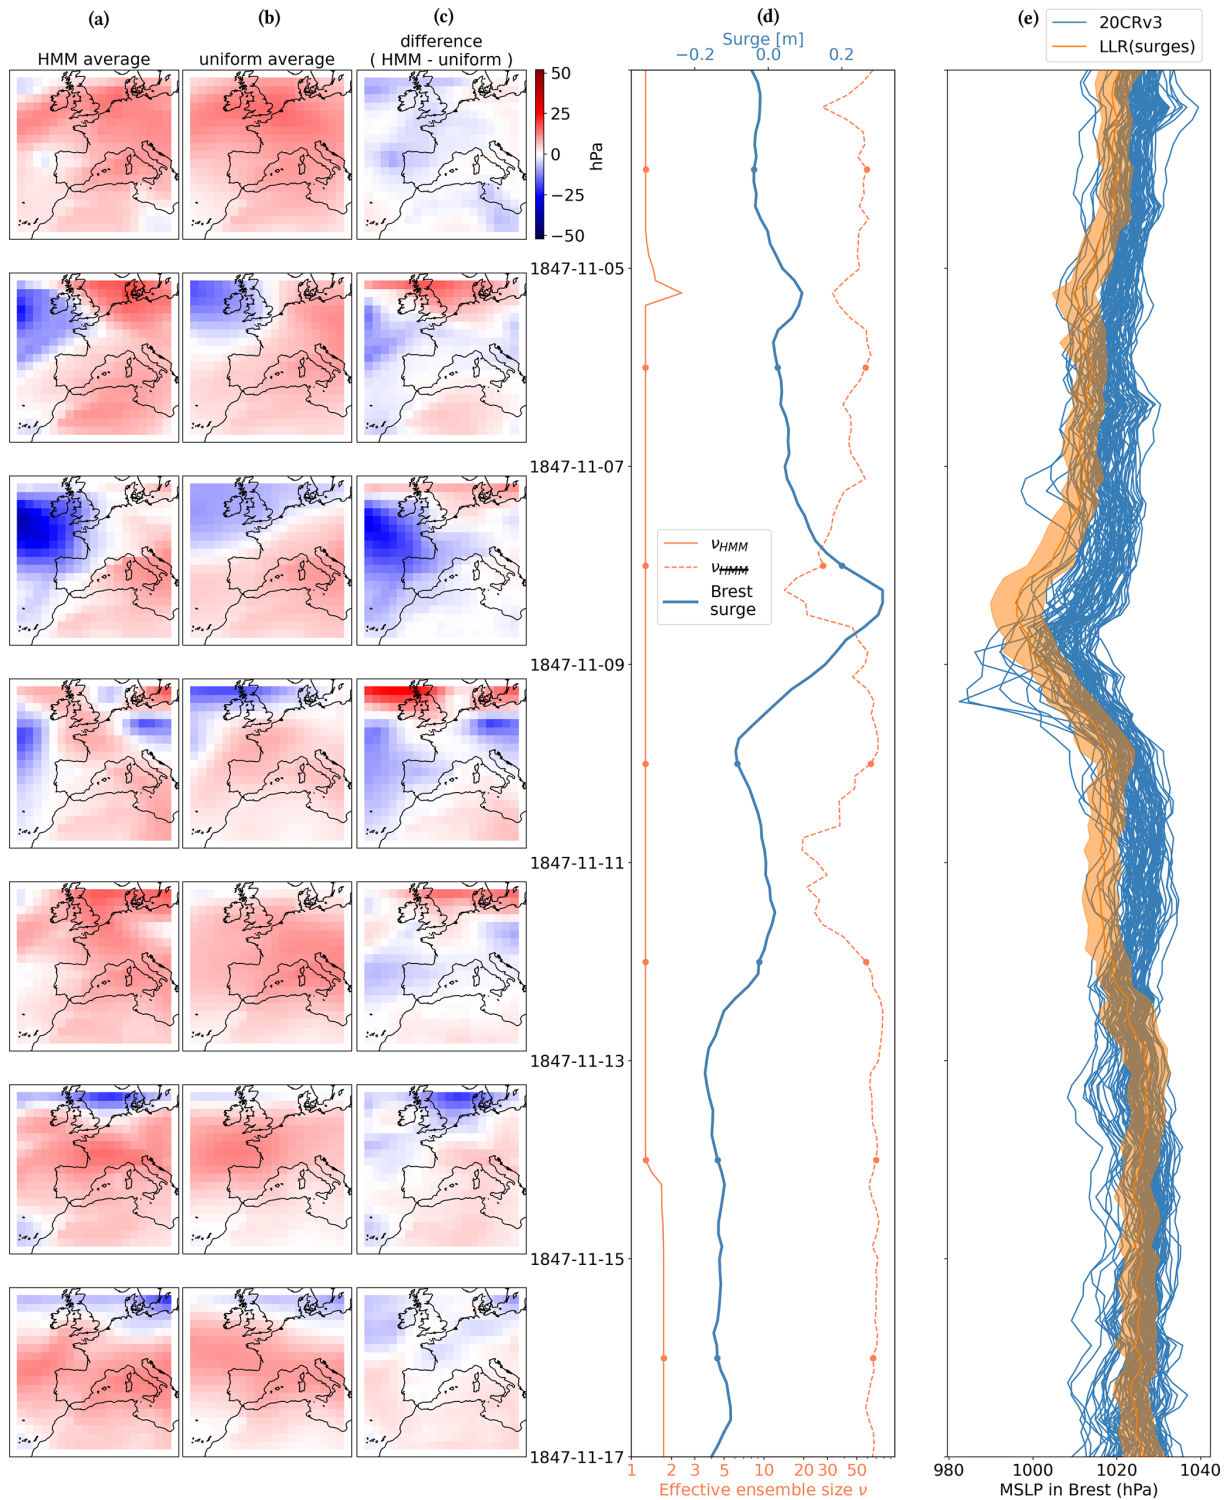 (a)
(b)
(c)
(d)
(e)
HMM average
uniform average
difference
( HMM - uniform )
50
25
0
−25
−50
hPa
Surge [m]
−0.2
0.0
0.2
20CRv3
LLR(surges)
1847-11-05
1847-11-07
1847-11-09
1847-11-11
1847-11-13
1847-11-15
1847-11-17
νHMM
νHMM
Brest
surge
1
2
3
5
10
20
30
50
Effective ensemble size ν
980
1000
1020
1040
MSLP in Brest (hPa)